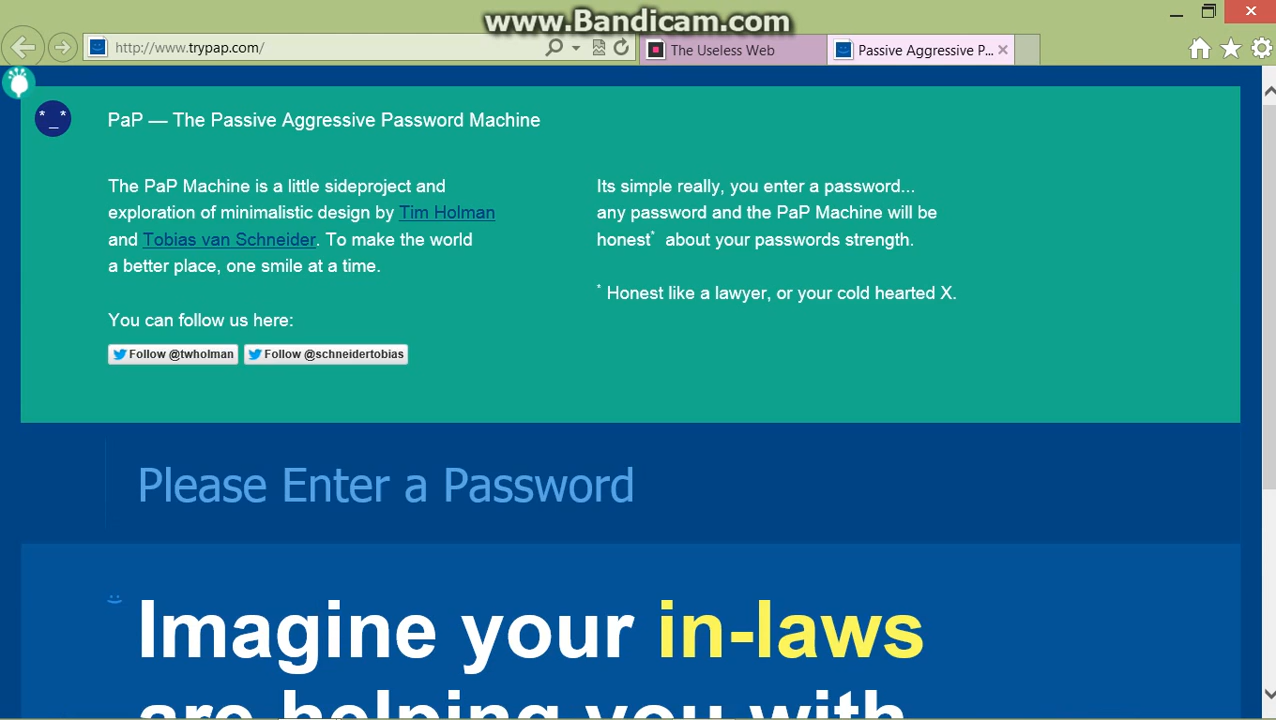 www.Bandicam.com
http://www.trypap.com/
The Useless Web
Passive Aggressive P...
*_*
PaP — The Passive Aggressive Password Machine
The PaP Machine is a little sideproject and
exploration of minimalistic design by Tim Holman
and Tobias van Schneider. To make the world
a better place, one smile at a time.
You can follow us here:
Follow @twholman
Follow @schneidertobias
Its simple really, you enter a password...
any password and the PaP Machine will be
honest* about your passwords strength.
* Honest like a lawyer, or your cold hearted X.
Please Enter a Password
Imagine your in-laws
are helping you with